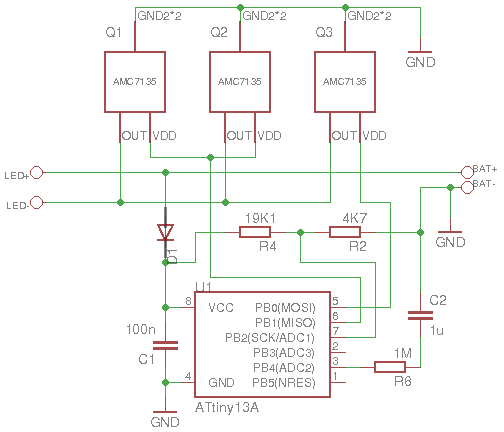 GND2*2 GND2*2 GND2*2
Q1 Q2 Q3
GND
AMC7135 AMC7135 AMC7135
OUT VDD OUT VDD OUT VDD
LED+ BAT+
BAT-
LED-
19K1 4K7
GND
R4 R2
D1
U1
C2
8 VCC PB0(MOSI) 5
PB1(MISO) 6
100n PB2(SCK/ADC1) 7 1u
C1 PB3(ADC3) 2 1M
PB4(ADC2) 3
4 GND PB5(NRES) 1 R6
ATtiny13A
GND